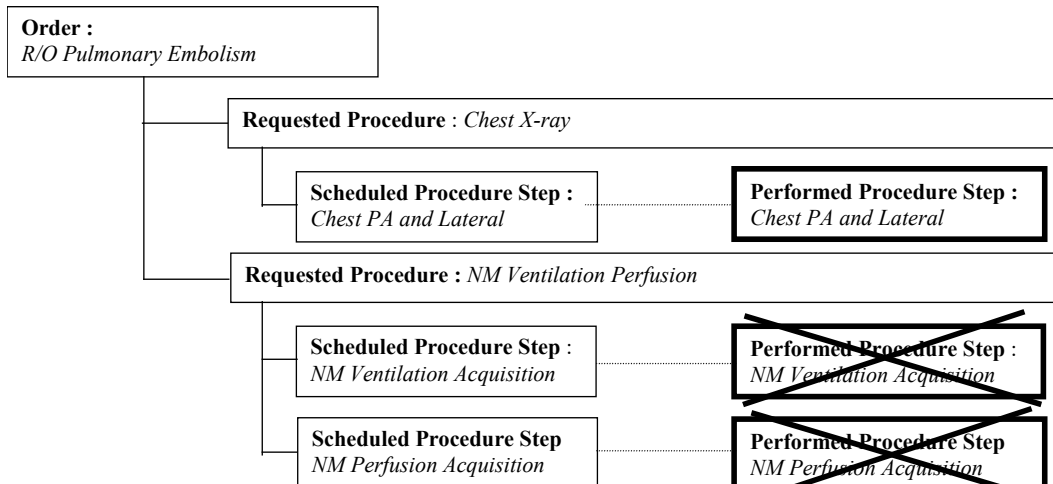 Order :
R/O Pulmonary Embolism
Requested Procedure : Chest X-ray
Scheduled Procedure Step :
Chest PA and Lateral
Performed Procedure Step :
Chest PA and Lateral
Requested Procedure : NM Ventilation Perfusion
Scheduled Procedure Step :
NM Ventilation Acquisition
Performed Procedure Step :
NM Ventilation Acquisition
Scheduled Procedure Step
NM Perfusion Acquisition
Performed Procedure Step
NM Perfusion Acquisition